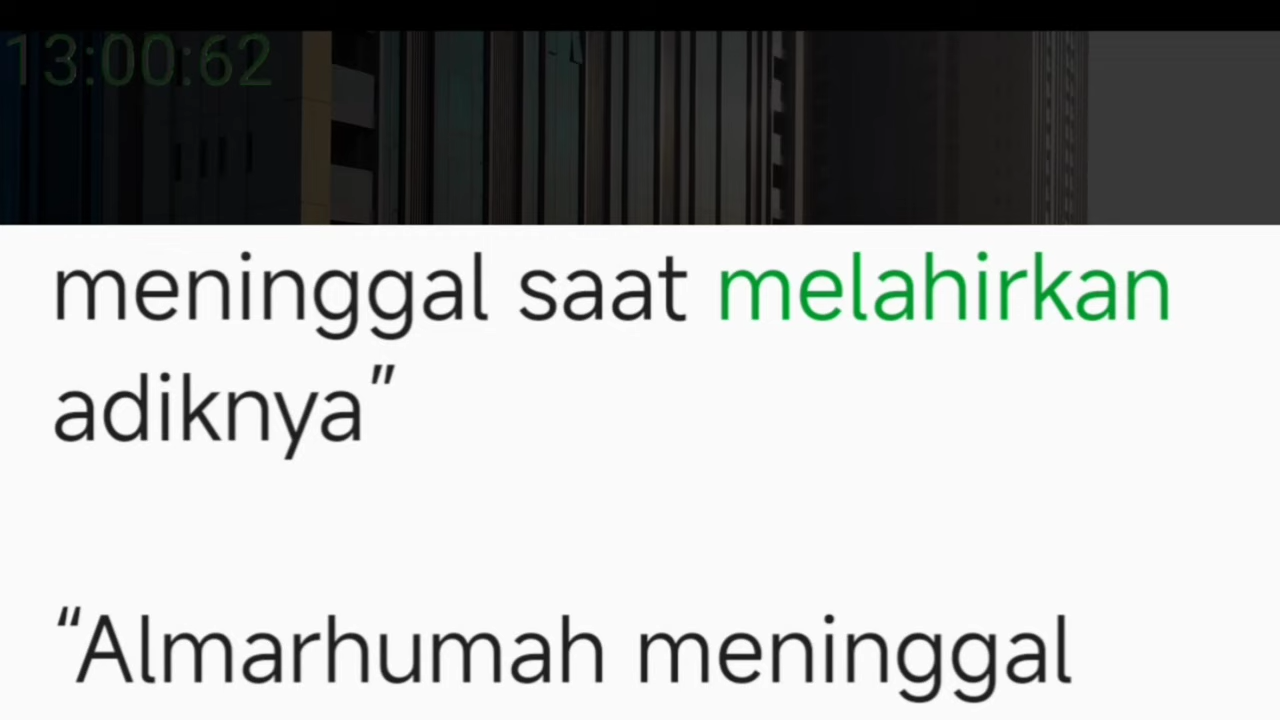 13:00:62
meninggal saat melahirkan
adiknya”
“Almarhumah meninggal